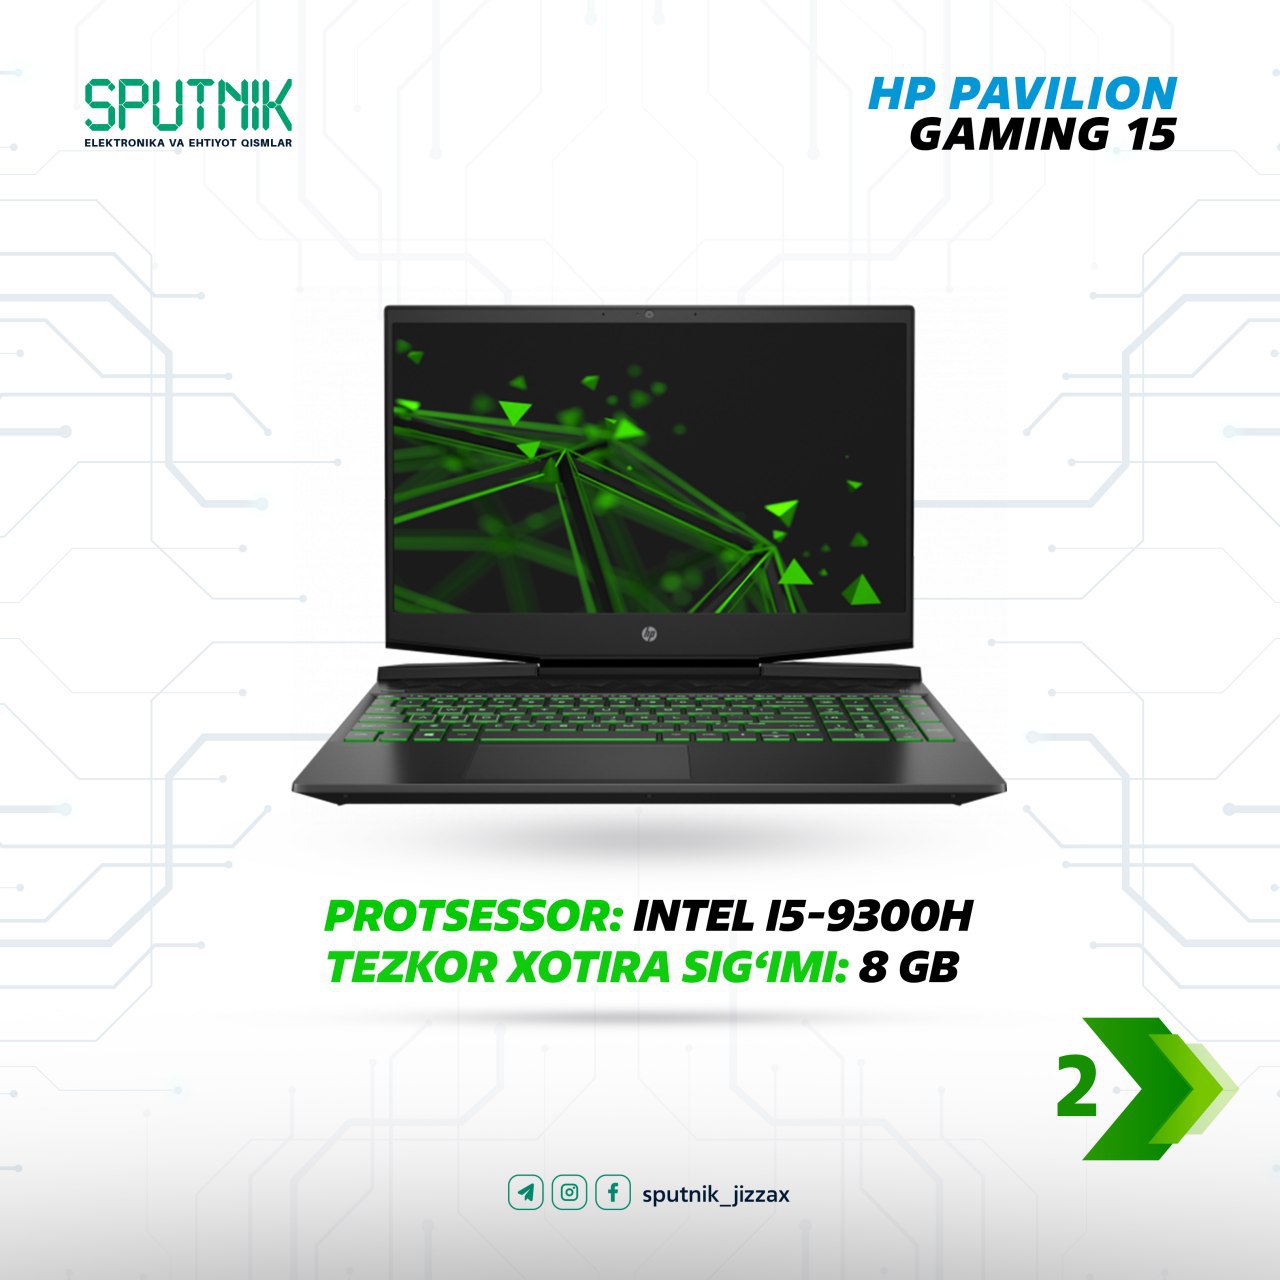 SPUTNIK
ELEKTRONIKA VA EHTIYOT QISMLAR
HP PAVILION
GAMING 15
hp
PROTSESSOR: INTEL I5-9300H
TEZKOR XOTIRA SIG‘IMI: 8 GB
2
sputnik_jizzax